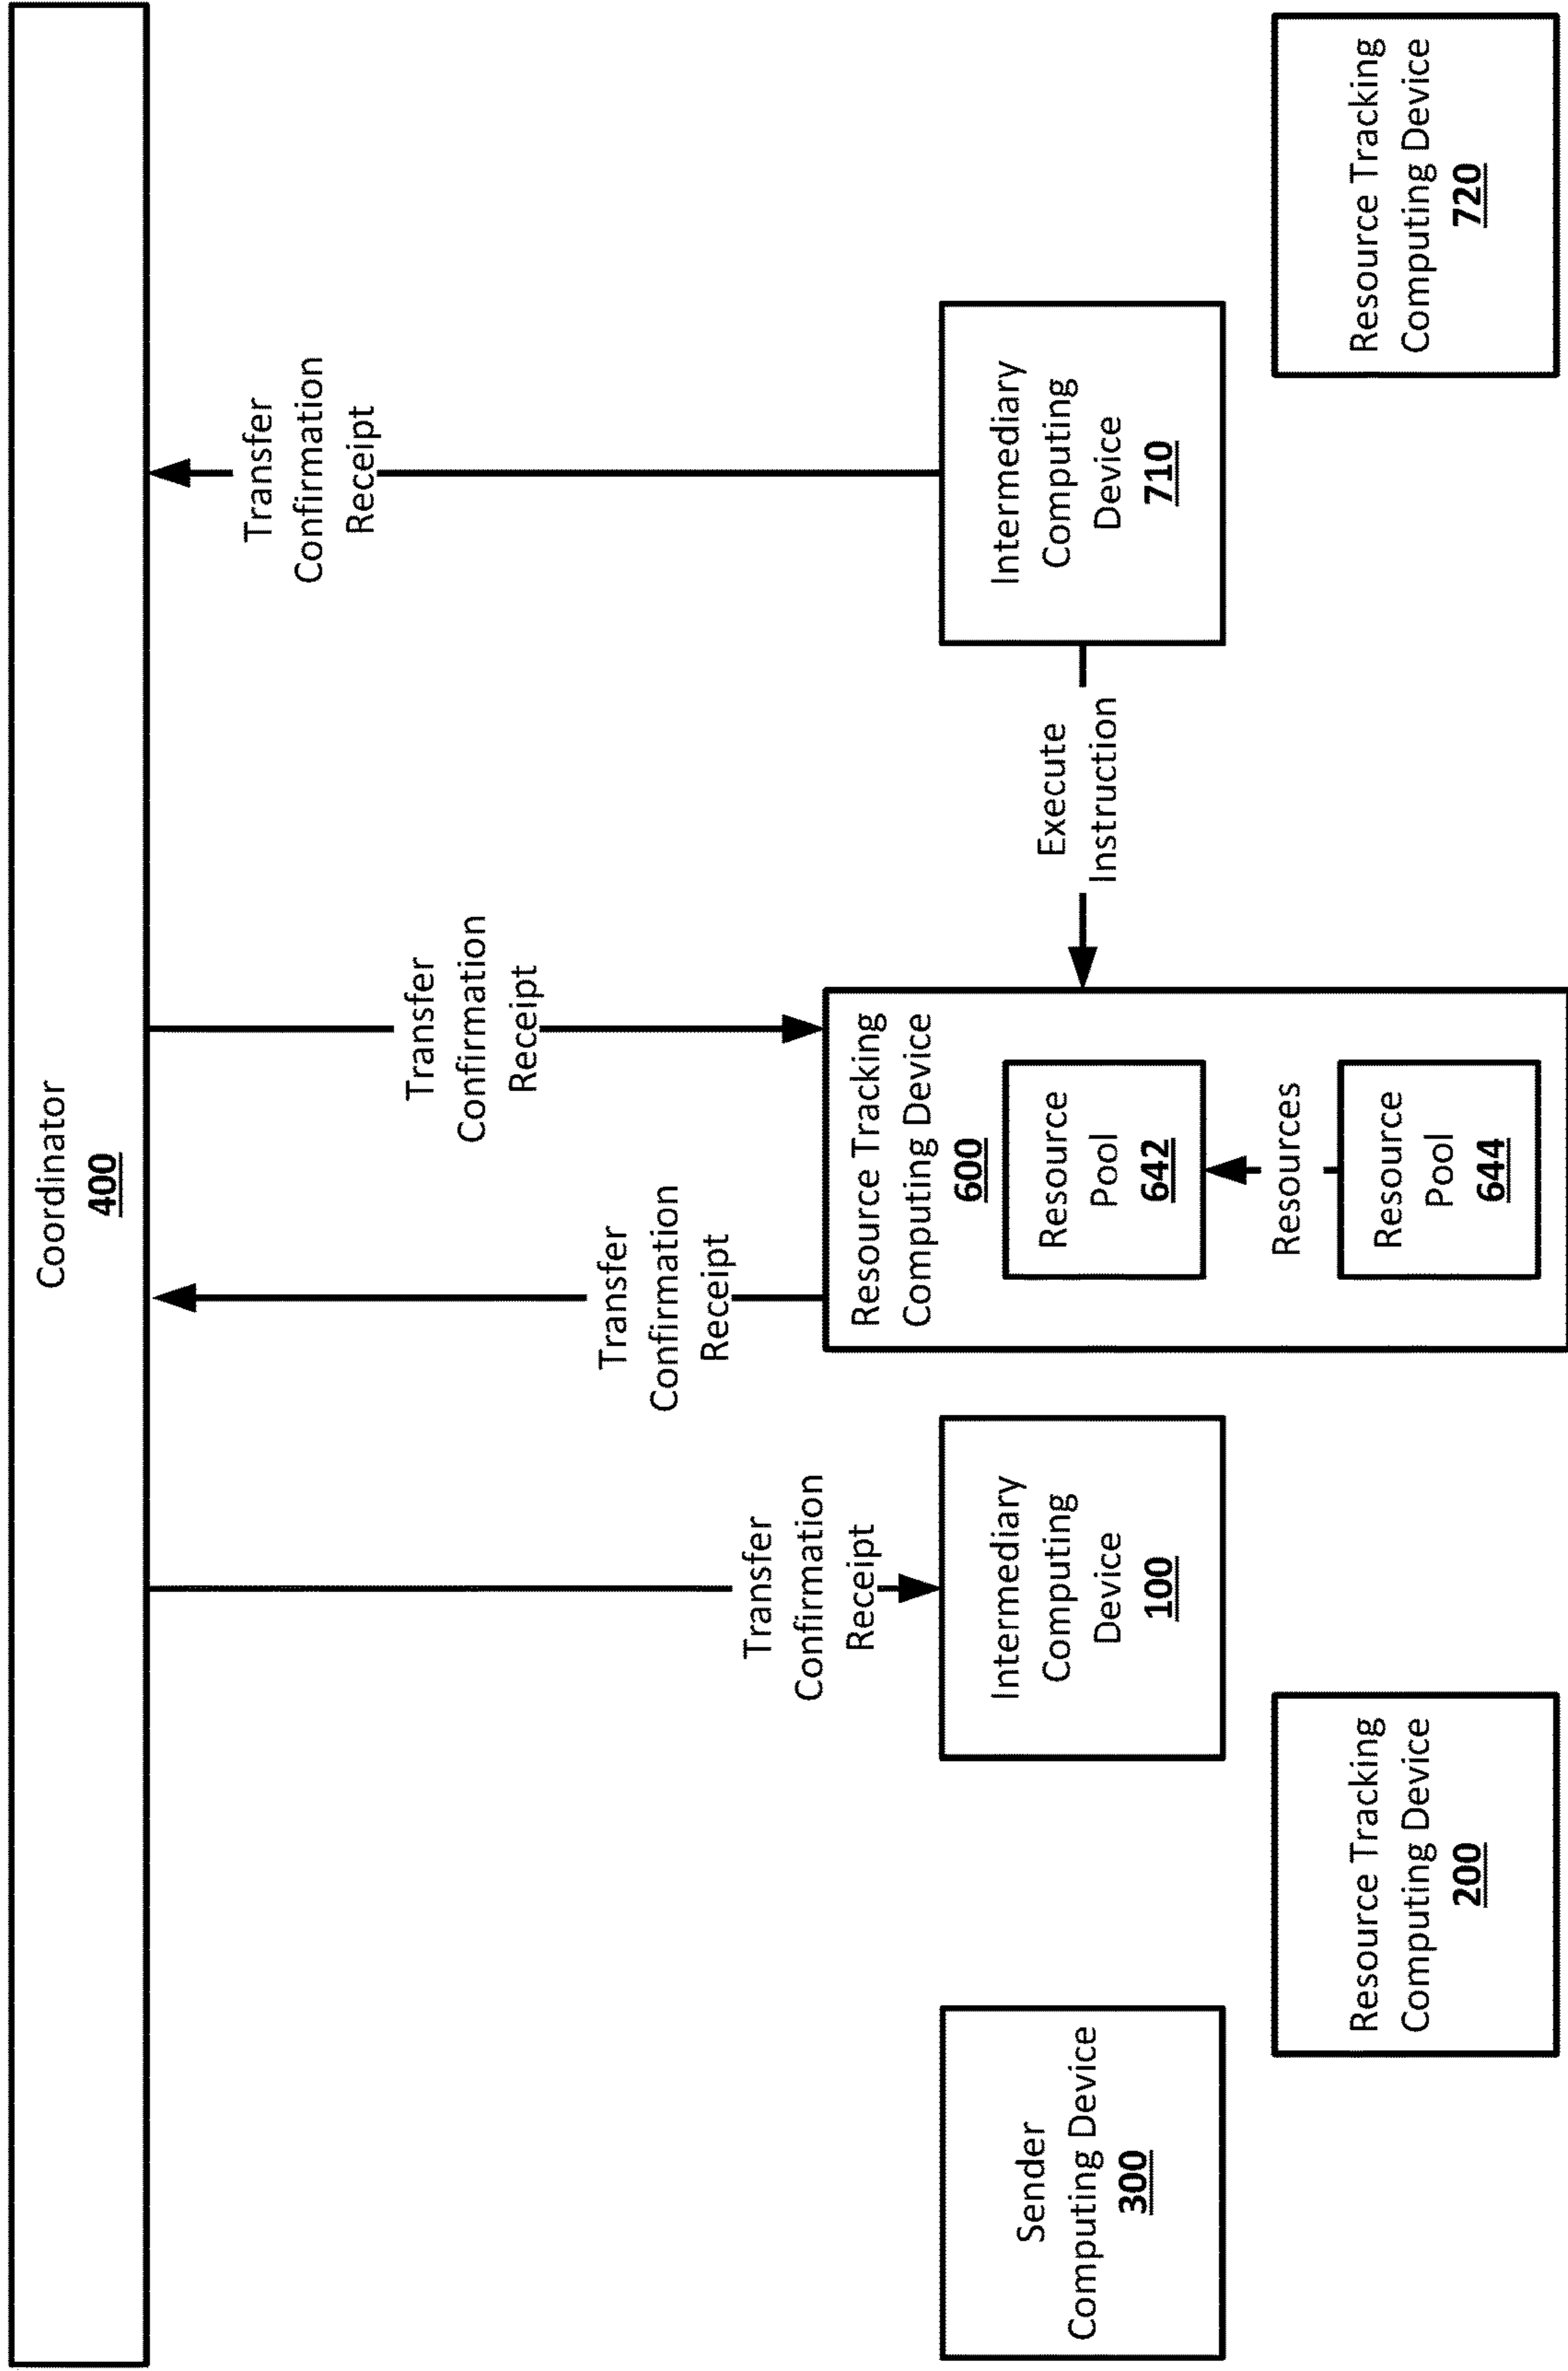 Coordinator
400
Transfer
Confirmation
Receipt
Transfer
Confirmation
Receipt
Transfer
Confirmation
Receipt
Transfer
Confirmation
Receipt
Sender
Computing Device
300
Resource Tracking
Computing Device
200
Intermediary
Computing
Device
100
Resource Tracking
Computing Device
600
Resource
Pool
642
Resources
Resource
Pool
644
Execute
Instruction
Intermediary
Computing
Device
710
Resource Tracking
Computing Device
720